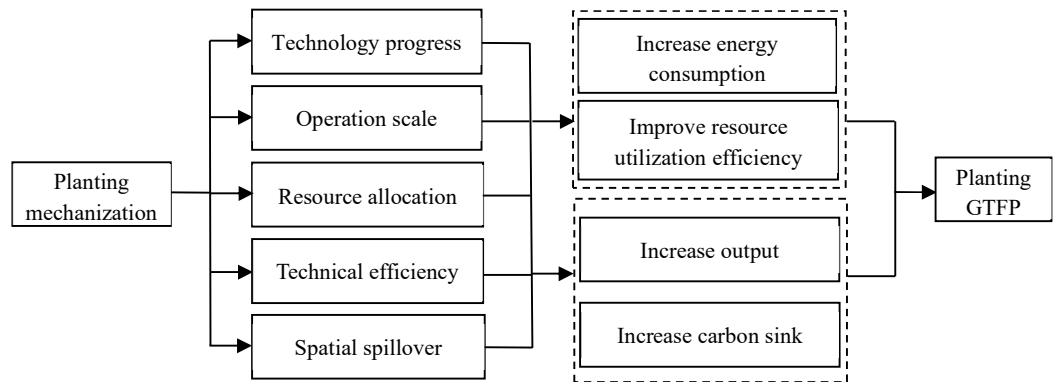 Planting
mechanization
Technology progress
Operation scale
Resource allocation
Technical efficiency
Spatial spillover
Increase energy
consumption
Improve resource
utilization efficiency
Increase output
Increase carbon sink
Planting
GTFP